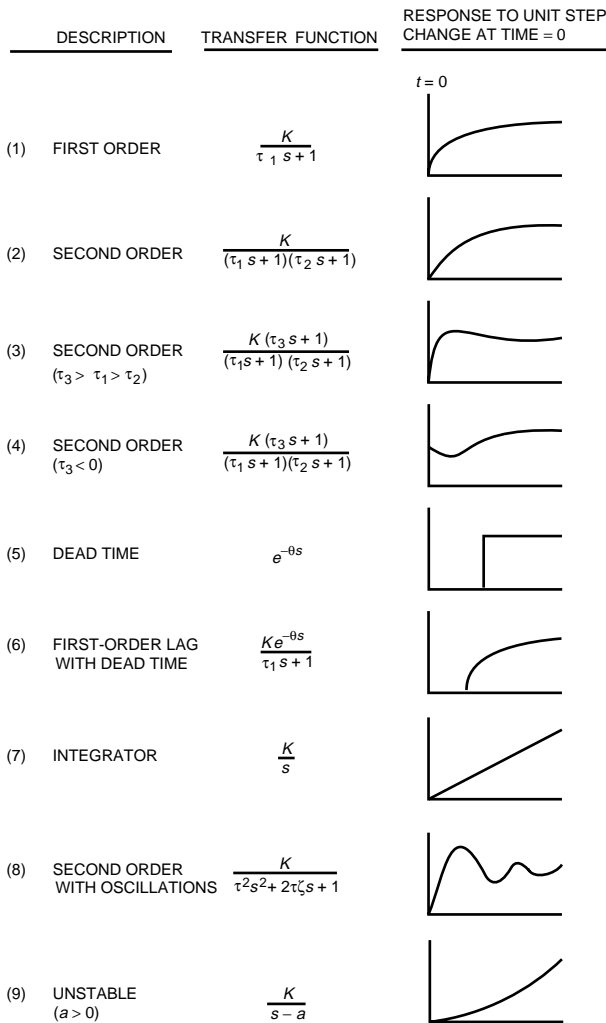 RESPONSE TO UNIT STEP
DESCRIPTION TRANSFER FUNCTION CHANGE AT TIME = 0
t = 0
(1) FIRST ORDER K / τ1 s + 1
(2) SECOND ORDER K / (τ1 s + 1)(τ2 s + 1)
(3) SECOND ORDER K (τ3 s + 1) / (τ1s + 1) (τ2 s + 1)
(τ3 > τ1 > τ2)
(4) SECOND ORDER K (τ3 s + 1) / (τ1 s + 1)(τ2 s + 1)
(τ3 < 0)
(5) DEAD TIME e^−θs
(6) FIRST-ORDER LAG Ke^−θs / τ1 s + 1
WITH DEAD TIME
(7) INTEGRATOR K / s
(8) SECOND ORDER K / τ²s² + 2τζs + 1
WITH OSCILLATIONS
(9) UNSTABLE K / s − a
(a > 0)